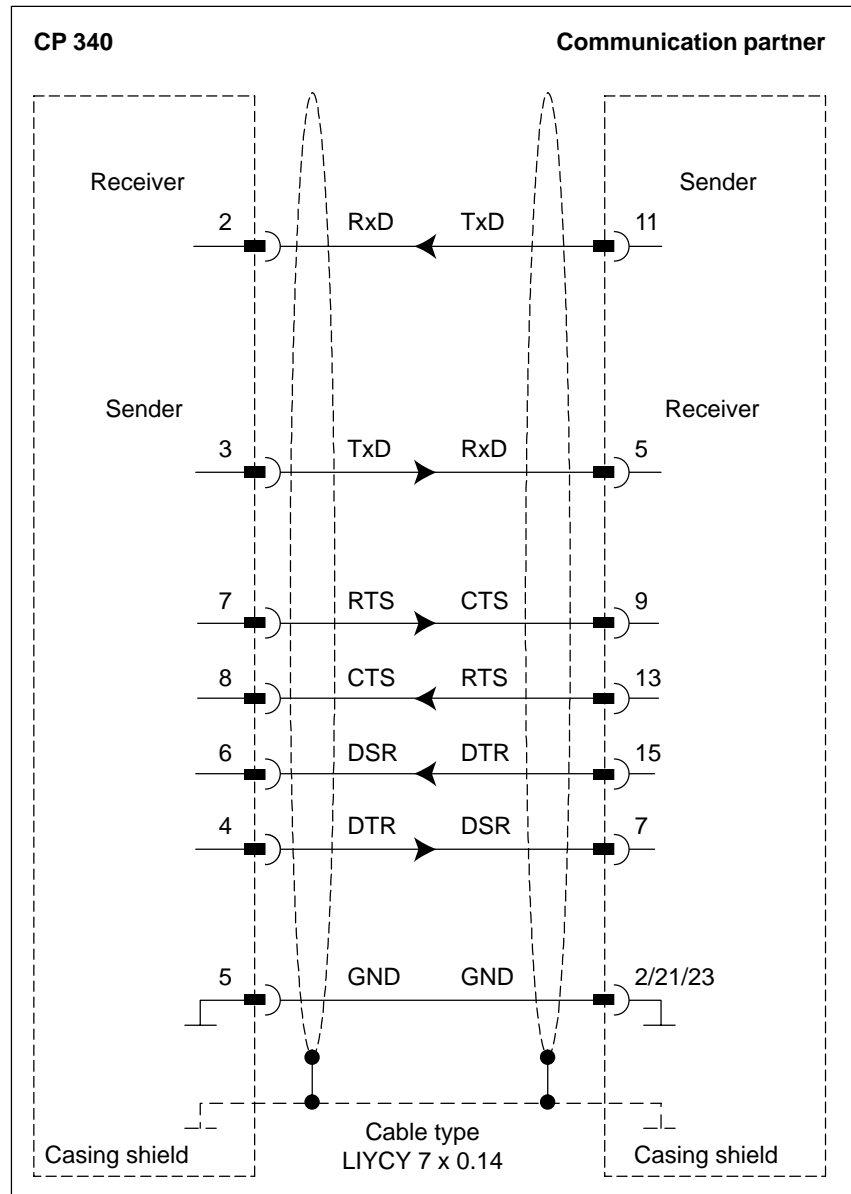 CP 340 Communication partner
Receiver Sender
2 RxD TxD 11
Sender Receiver
3 TxD RxD 5
7 RTS CTS 9
8 CTS RTS 13
6 DSR DTR 15
4 DTR DSR 7
5 GND GND 2/21/23
Casing shield Cable type Casing shield
LIYCY 7 x 0.14